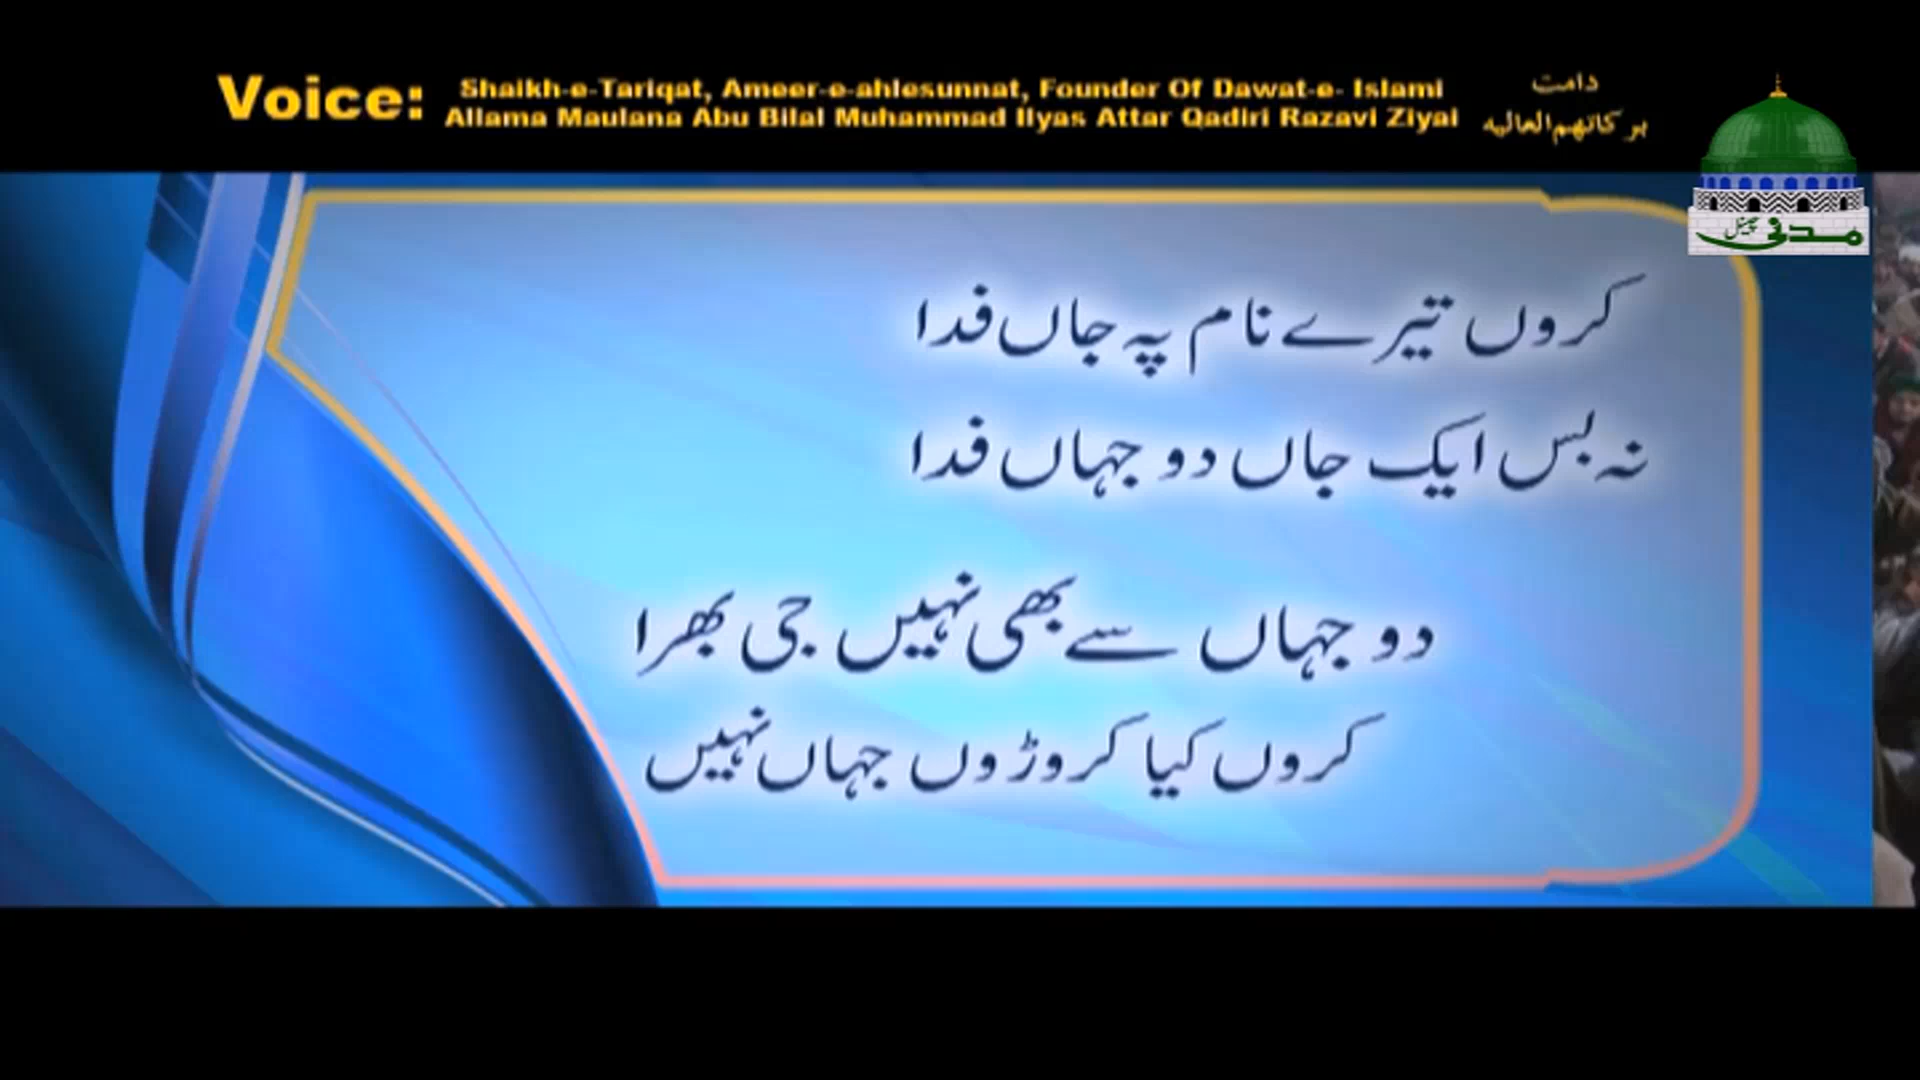 Voice:
Shaikh-e-Tariqat, Ameer-e-ahlesunnat, Founder Of Dawat-e- Islami
Allama Maulana Abu Bilal Muhammad Ilyas Attar Qadiri Razavi Ziyai
دامت
برکاتهم العالیه
مدنی چینل
کروں تیرے نام پہ جاں فدا
نہ بس ایک جاں دو جہاں فدا
دو جہاں سے بھی نہیں جی بھرا
کروں کیا کروڑوں جہاں نہیں